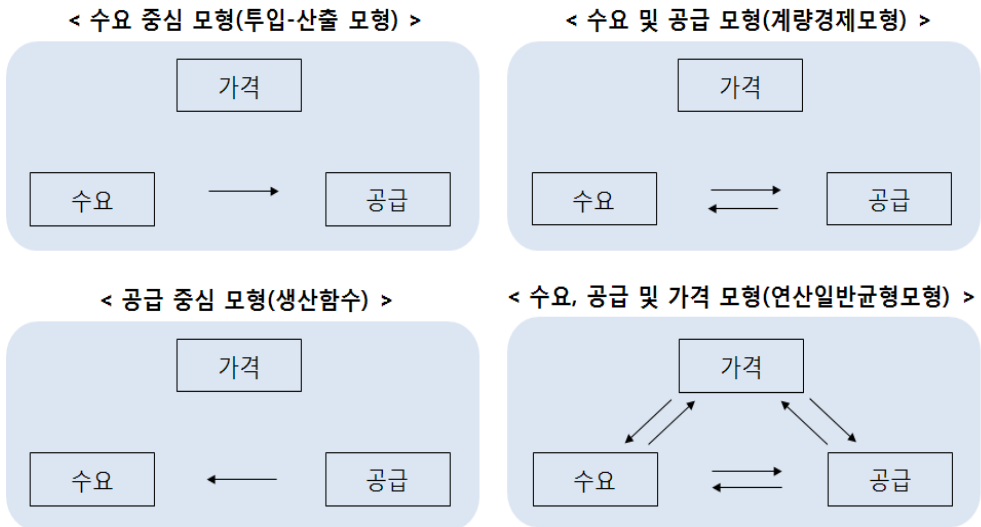 < 수요 중심 모형(투입-산출 모형) >
가격
수요
공급
< 수요 및 공급 모형(계량경제모형) >
가격
수요
공급
< 공급 중심 모형(생산함수) >
가격
수요
공급
< 수요, 공급 및 가격 모형(연산일반균형모형) >
가격
수요
공급